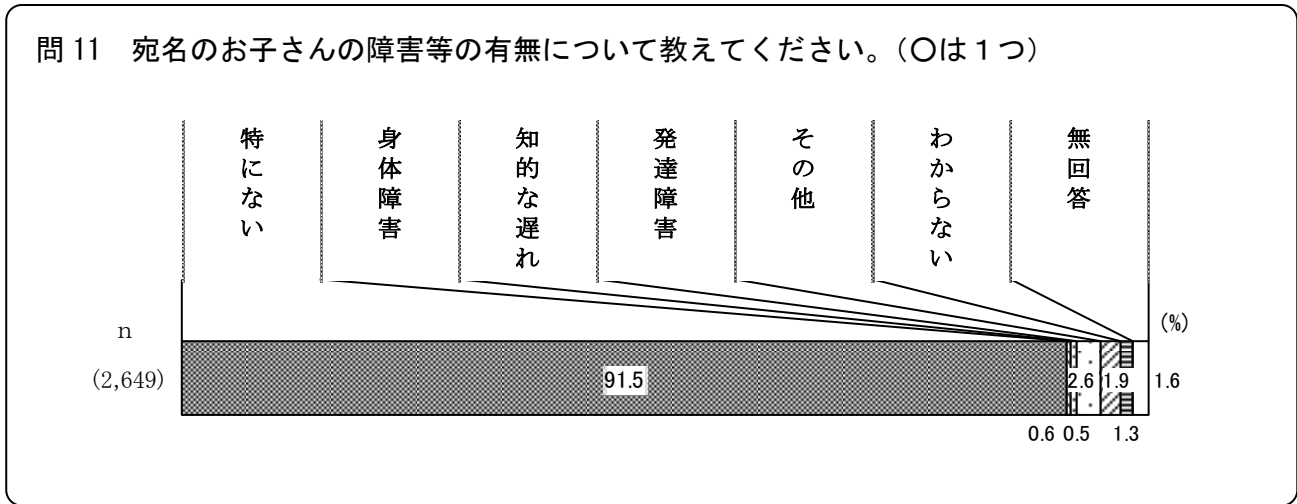 問11 宛名のお子さんの障害等の有無について教えてください。（〇は１つ）
特にない
身体障害
知的な遅れ
発達障害
その他
わからない
無回答
(%)
n
(2,649)
91.5
2.6
1.9
1.6
0.6
0.5
1.3